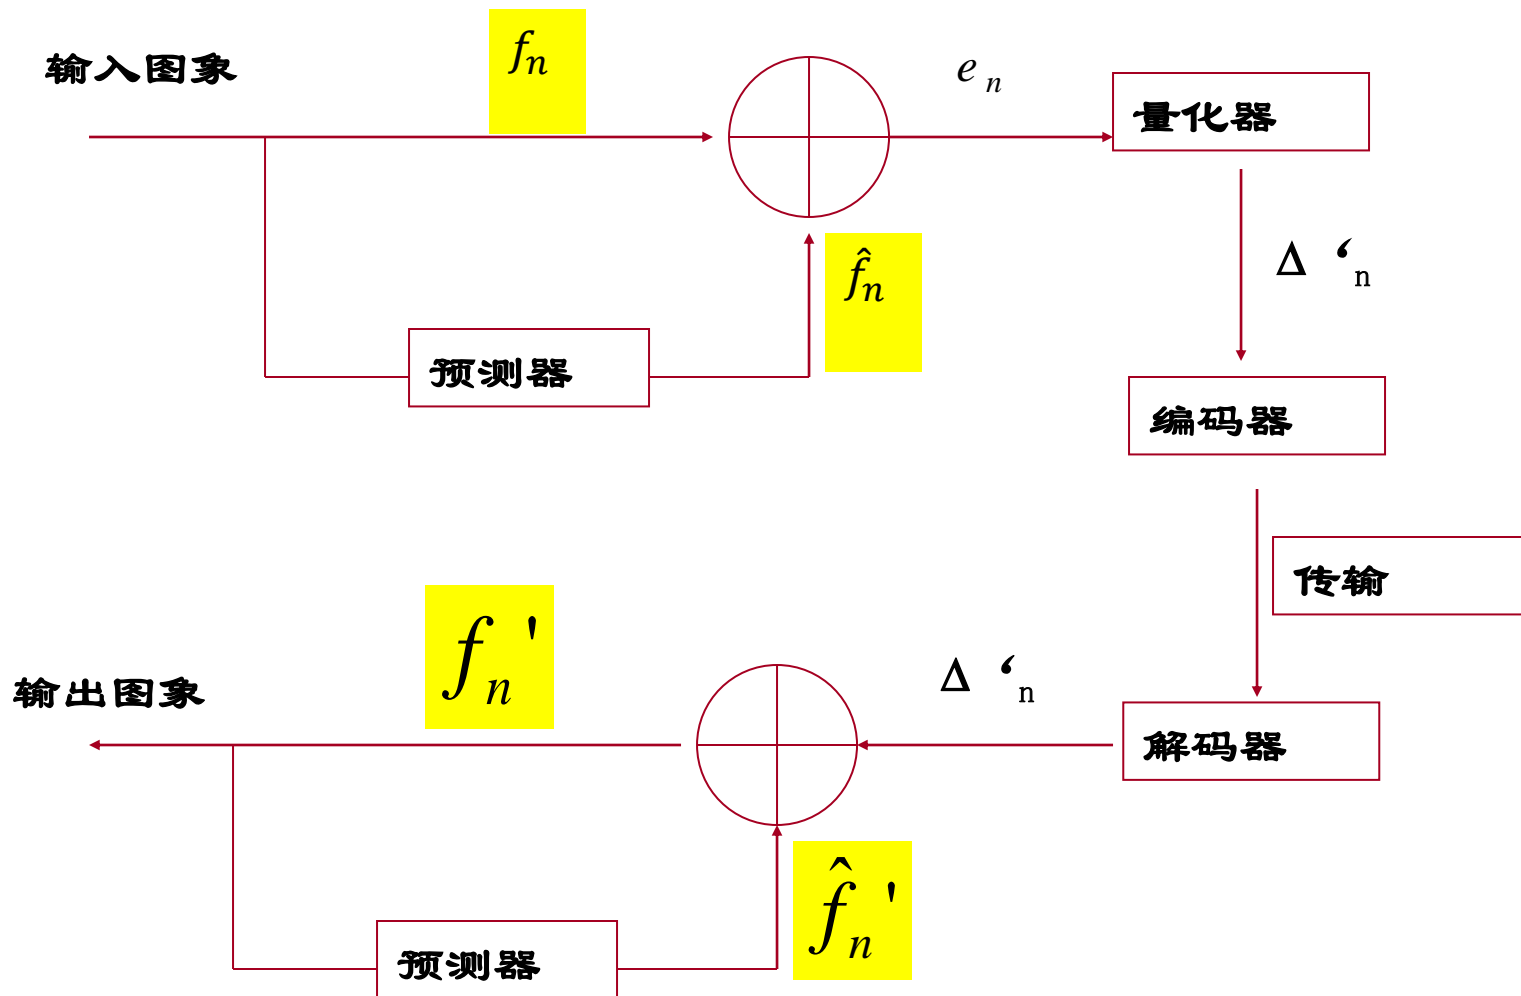 输入图象
fₙ
eₙ
量化器
f̂ₙ
Δ ‘ₙ
预测器
编码器
传输
fₙ'
输出图象
Δ ‘ₙ
解码器
f̂ₙ'
预测器